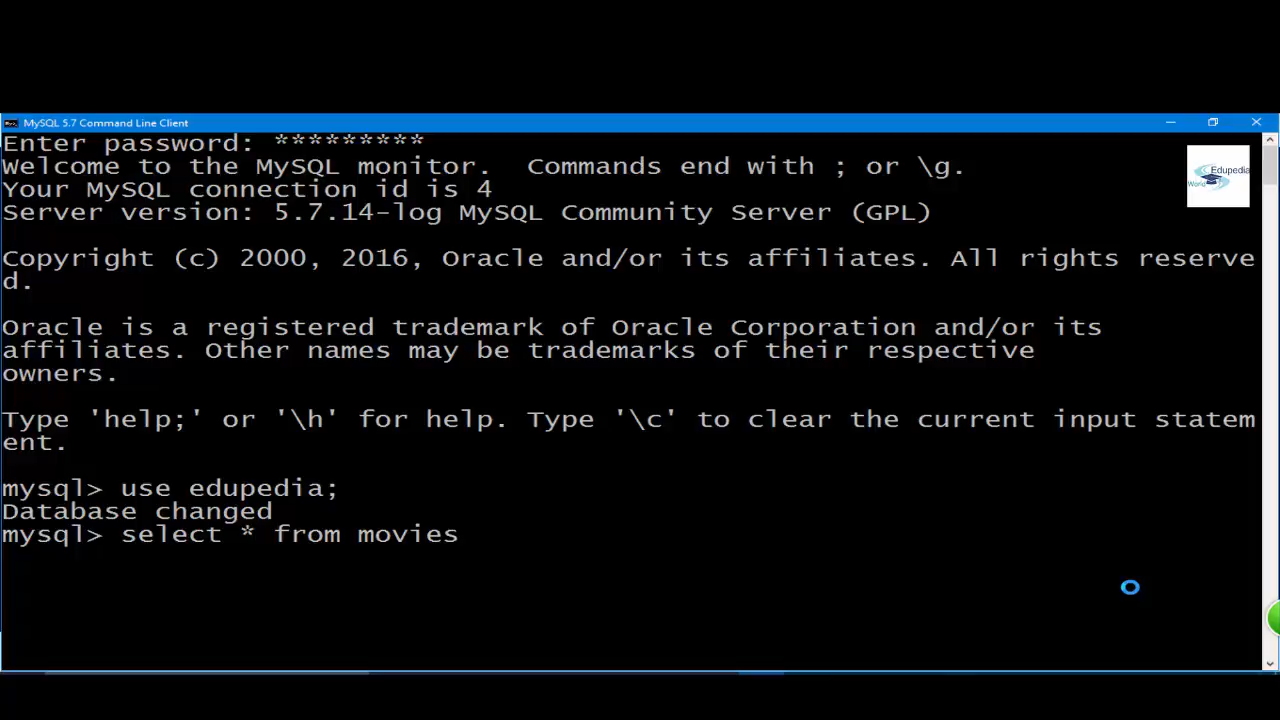 MySQL 5.7 Command Line Client
Enter password: *********
Welcome to the MySQL monitor.  Commands end with ; or \g.
Your MySQL connection id is 4
Server version: 5.7.14-log MySQL Community Server (GPL)
Copyright (c) 2000, 2016, Oracle and/or its affiliates. All rights reserve
d.
Oracle is a registered trademark of Oracle Corporation and/or its
affiliates. Other names may be trademarks of their respective
owners.
Type 'help;' or '\h' for help. Type '\c' to clear the current input statem
ent.
mysql> use edupedia;
Database changed
mysql> select * from movies
Edupedia
World